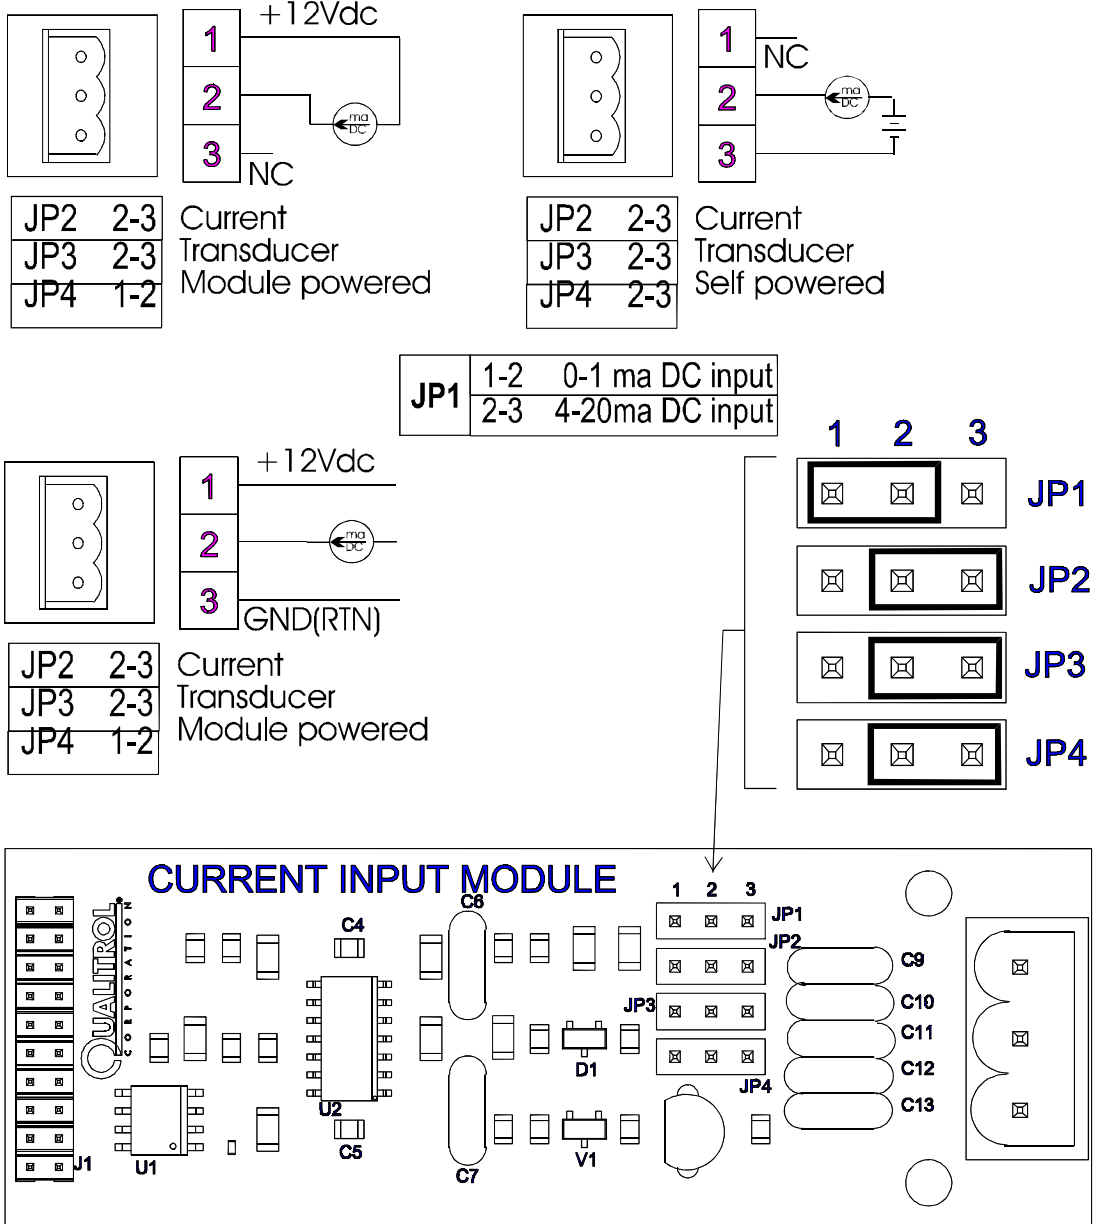 +12Vdc
1
2
3
ma
DC
NC
JP2 2-3
JP3 2-3
JP4 1-2
Current
Transducer
Module powered
1
2
3
NC
ma
DC
JP2 2-3
JP3 2-3
JP4 2-3
Current
Transducer
Self powered
JP1
1-2 0-1 ma DC input
2-3 4-20ma DC input
+12Vdc
1
2
3
ma
DC
GND(RTN)
JP2 2-3
JP3 2-3
JP4 1-2
Current
Transducer
Module powered
1 2 3
JP1
JP2
JP3
JP4
CURRENT INPUT MODULE
QUALITROL
CORPORATION
J1
U1
U2
C4
C5
C6
C7
D1
V1
1 2 3
JP1
JP2
JP3
JP4
C9
C10
C11
C12
C13